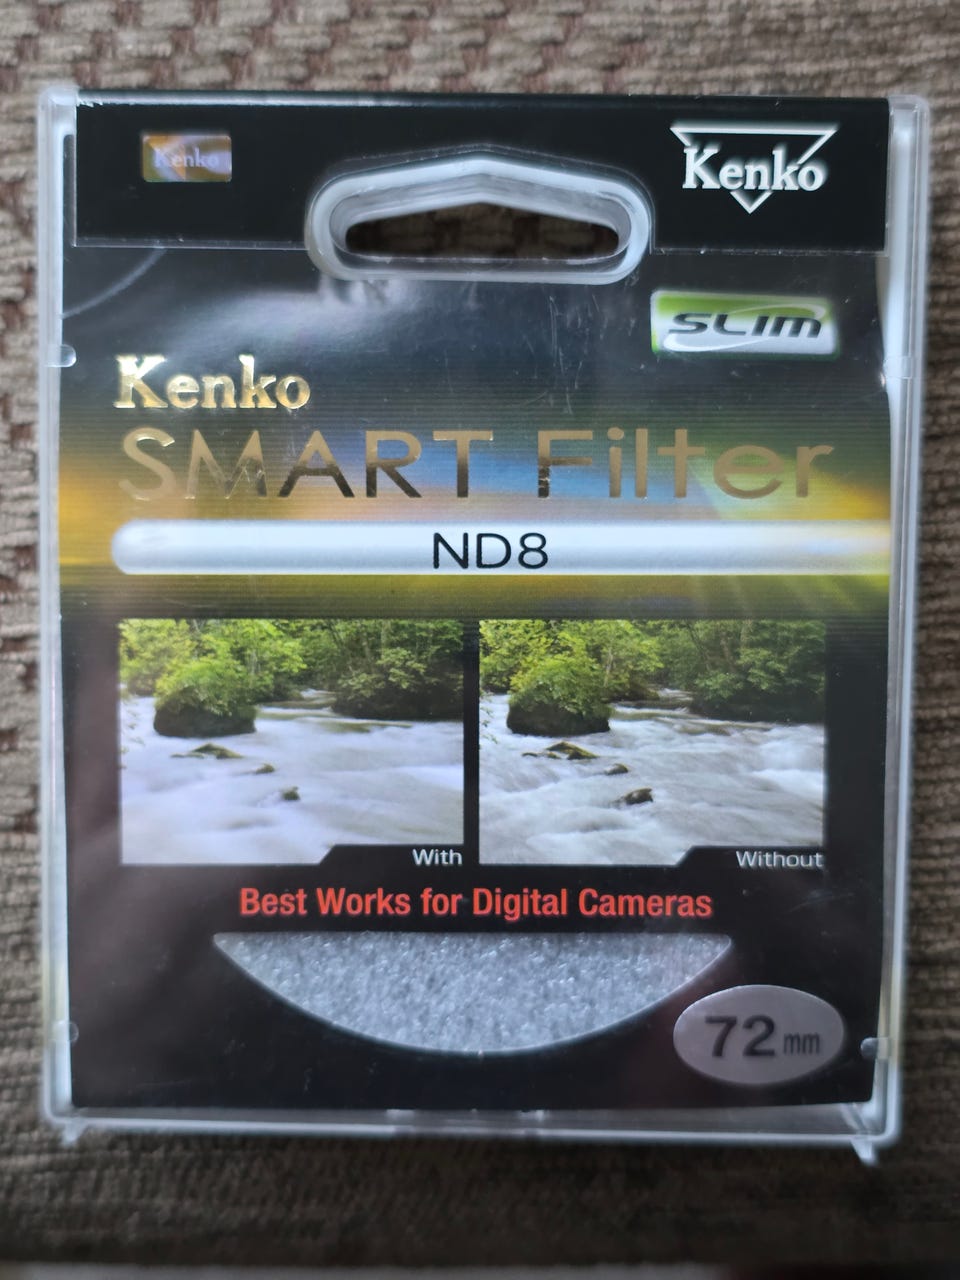 Kenko
Kenko
SLIM
Kenko
SMART Filter
ND8
With
Without
Best Works for Digital Cameras
72mm